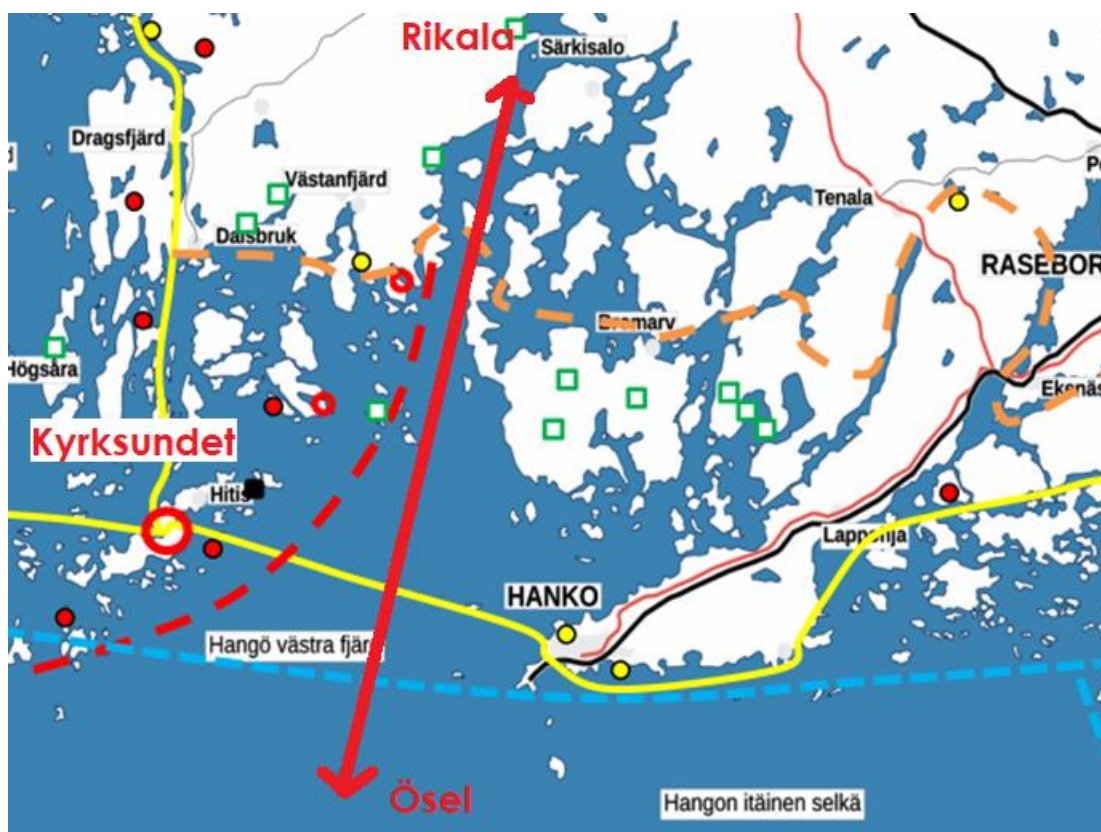 Rikala
Särkisalo
Dragsfjärd
Västanfjärd
Dalsbruk
Tenala
RASEBOR
Bromarv
Högsåra
Eknäs
Kyrksundet
Hitis
Lappohja
HANKO
Hangö västra fjärd
Ösel
Hangon itäinen selkä